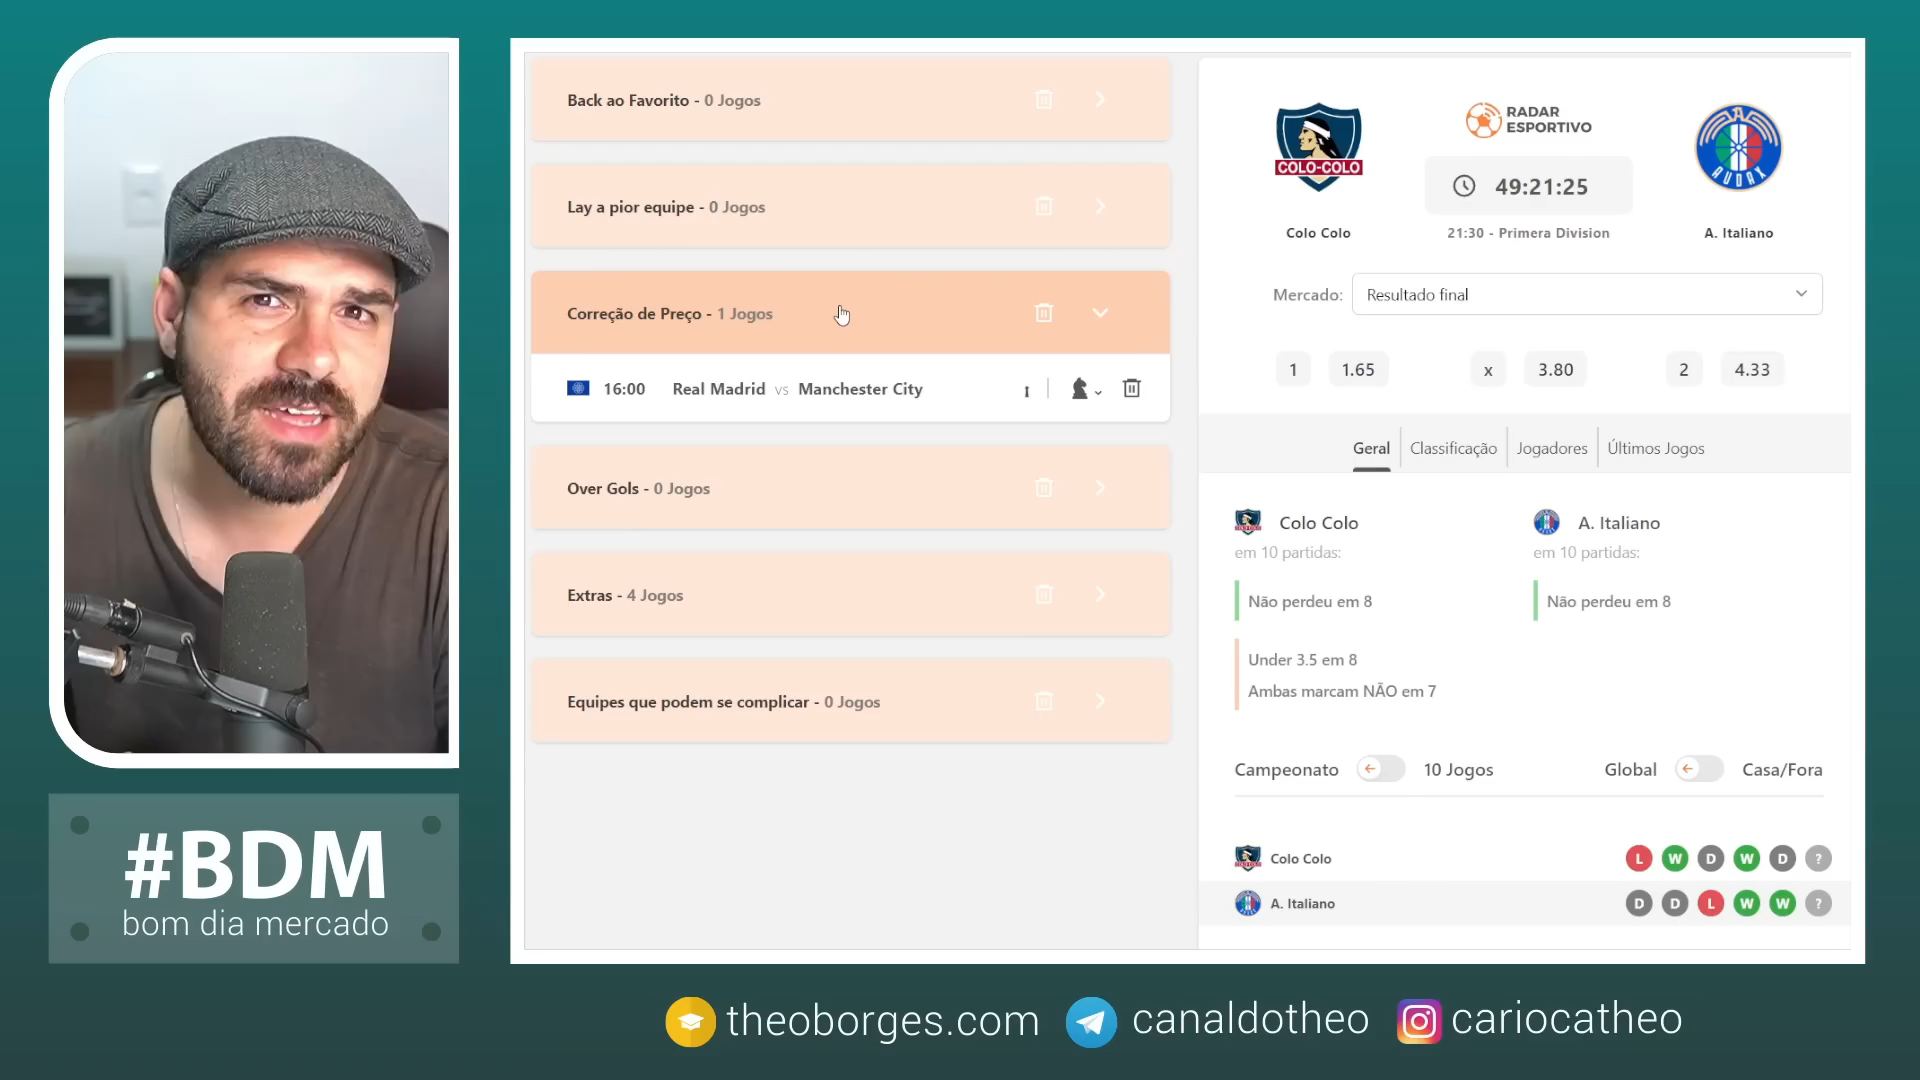 Back ao Favorito - 0 Jogos
Lay a pior equipe - 0 Jogos
Correção de Preço - 1 Jogos
16:00 Real Madrid vs Manchester City
Over Gols - 0 Jogos
Extras - 4 Jogos
Equipes que podem se complicar - 0 Jogos
COLO-COLO
RADAR
ESPORTIVO
AUDAX
49:21:25
Colo Colo
21:30 - Primera Division
A. Italiano
Mercado: Resultado final
1 1.65 x 3.80 2 4.33
Geral Classificação Jogadores Últimos Jogos
Colo Colo
em 10 partidas:
Não perdeu em 8
Under 3.5 em 8
Ambas marcam NÃO em 7
A. Italiano
em 10 partidas:
Não perdeu em 8
Campeonato 10 Jogos Global Casa/Fora
Colo Colo L W D W D ?
A. Italiano D D L W W ?
#BDM
bom dia mercado
theoborges.com canaldotheo cariocatheo